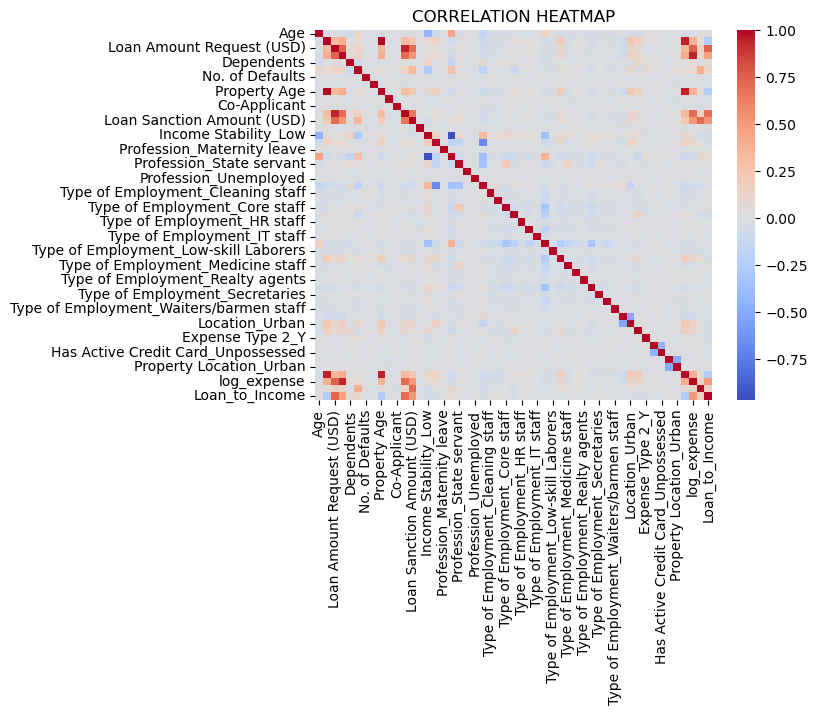 CORRELATION HEATMAP
Age
Loan Amount Request (USD)
Dependents
No. of Defaults
Property Age
Co-Applicant
Loan Sanction Amount (USD)
Income Stability_Low
Profession_Maternity leave
Profession_State servant
Profession_Unemployed
Type of Employment_Cleaning staff
Type of Employment_Core staff
Type of Employment_HR staff
Type of Employment_IT staff
Type of Employment_Low-skill Laborers
Type of Employment_Medicine staff
Type of Employment_Realty agents
Type of Employment_Secretaries
Type of Employment_Waiters/barmen staff
Location_Urban
Expense Type 2_Y
Has Active Credit Card_Unpossessed
Property Location_Urban
log_expense
Loan_to_Income
Age
Loan Amount Request (USD)
Dependents
No. of Defaults
Property Age
Co-Applicant
Loan Sanction Amount (USD)
Income Stability_Low
Profession_Maternity leave
Profession_State servant
Profession_Unemployed
Type of Employment_Cleaning staff
Type of Employment_Core staff
Type of Employment_HR staff
Type of Employment_IT staff
Type of Employment_Low-skill Laborers
Type of Employment_Medicine staff
Type of Employment_Realty agents
Type of Employment_Secretaries
Type of Employment_Waiters/barmen staff
Location_Urban
Expense Type 2_Y
Has Active Credit Card_Unpossessed
Property Location_Urban
log_expense
Loan_to_Income
1.00
0.75
0.50
0.25
0.00
−0.25
−0.50
−0.75